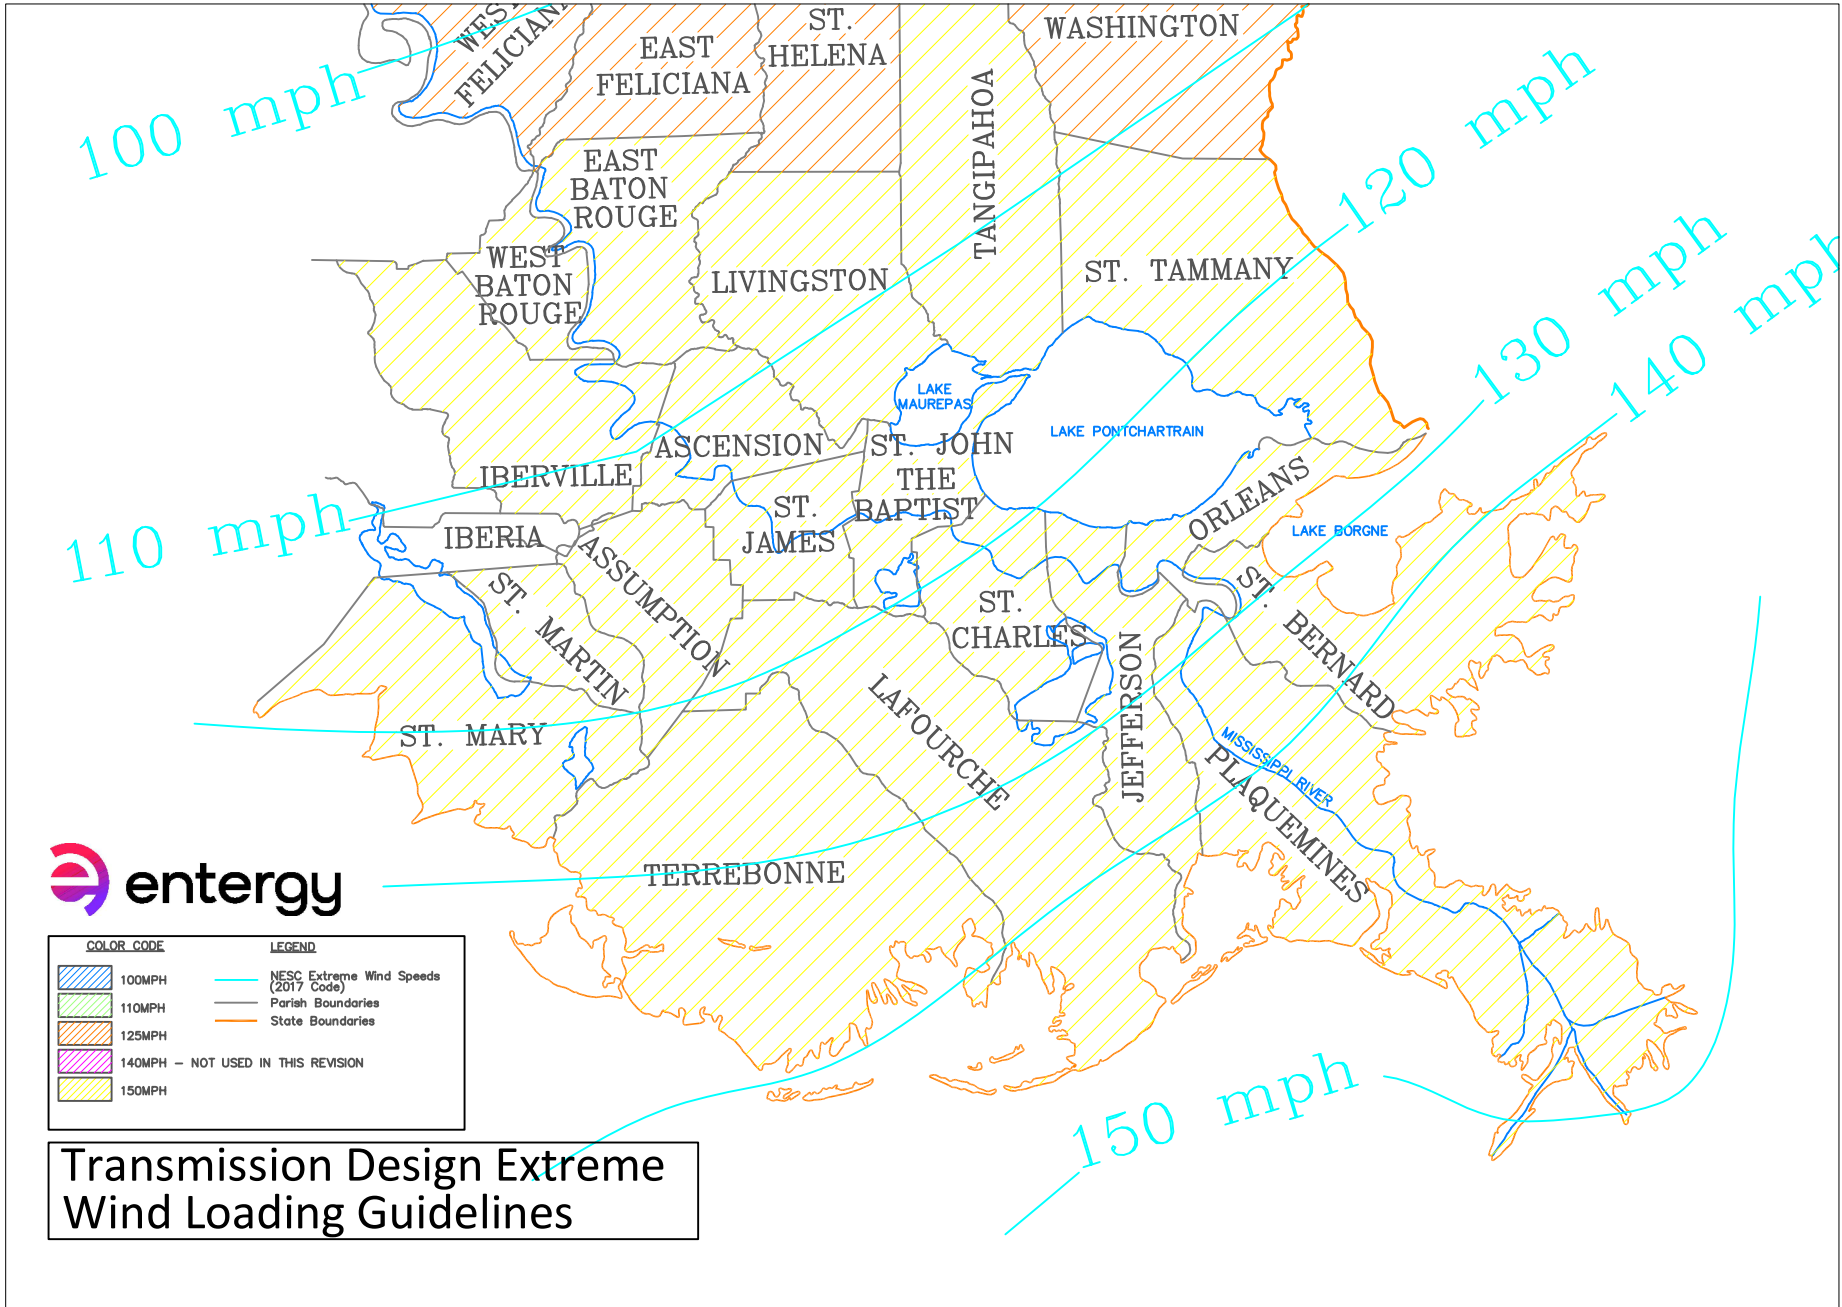 WEST
FELICIANA
EAST
FELICIANA
ST.
HELENA
WASHINGTON
100 mph
120 mph
TANGIPAHOA
EAST
BATON
ROUGE
WEST
BATON
ROUGE
LIVINGSTON
ST. TAMMANY
130 mph
140 mph
LAKE
MAUREPAS
LAKE PONTCHARTRAIN
ASCENSION
ST. JOHN
THE
BAPTIST
IBERVILLE
ORLEANS
LAKE BORGNE
110 mph
IBERIA
ST.
JAMES
ASSUMPTION
ST. MARTIN
ST.
CHARLES
ST. BERNARD
JEFFERSON
LAFOURCHE
ST. MARY
MISSISSIPPI RIVER
PLAQUEMINES
TERREBONNE
entergy
COLOR CODE
100MPH
110MPH
125MPH
140MPH – NOT USED IN THIS REVISION
150MPH
LEGEND
NESC Extreme Wind Speeds
(2017 Code)
Parish Boundaries
State Boundaries
150 mph
Transmission Design Extreme
Wind Loading Guidelines